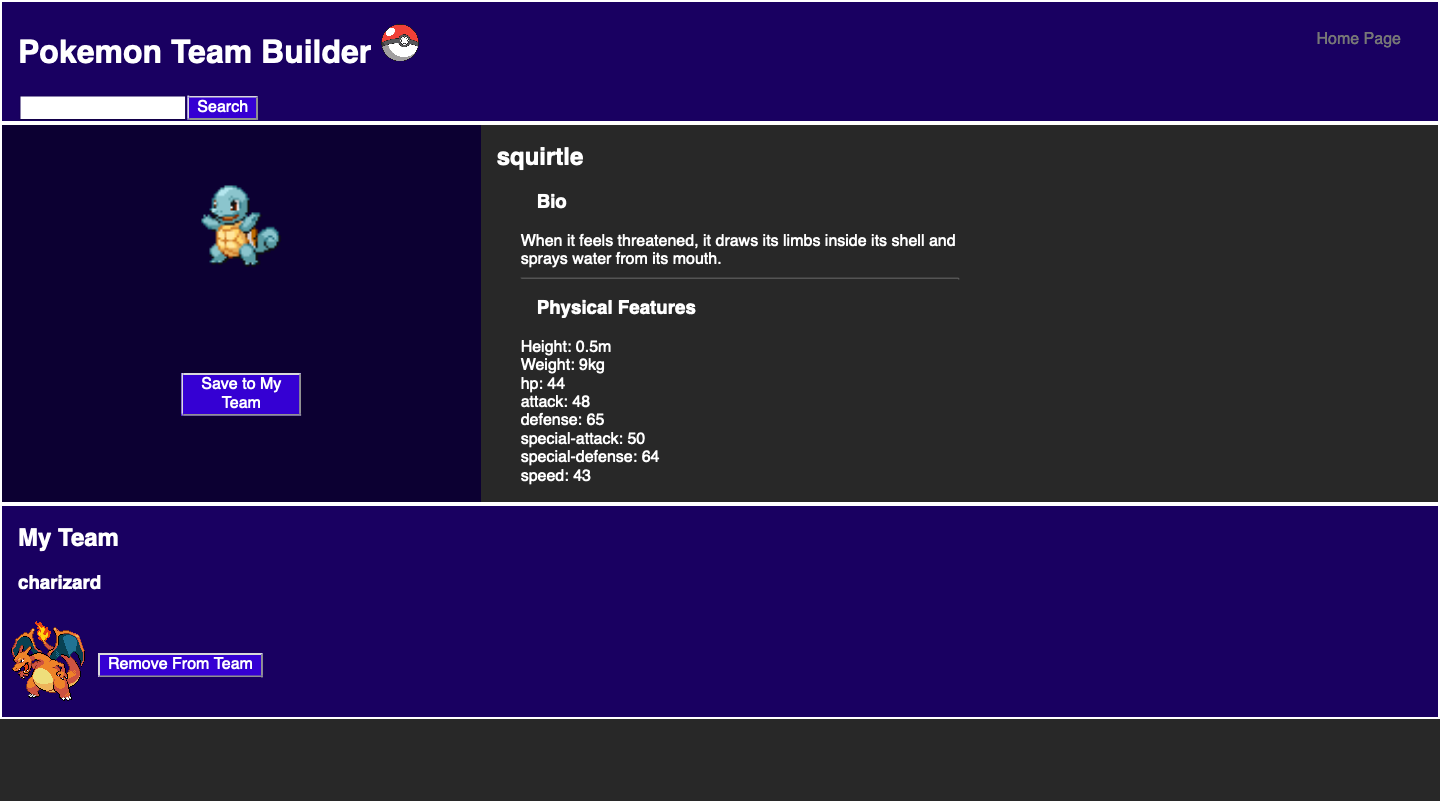 Pokemon Team Builder
Home Page
Search
squirtle
Bio
When it feels threatened, it draws its limbs inside its shell and
sprays water from its mouth.
Physical Features
Height: 0.5m
Weight: 9kg
hp: 44
attack: 48
defense: 65
special-attack: 50
special-defense: 64
speed: 43
Save to My
Team
My Team
charizard
Remove From Team